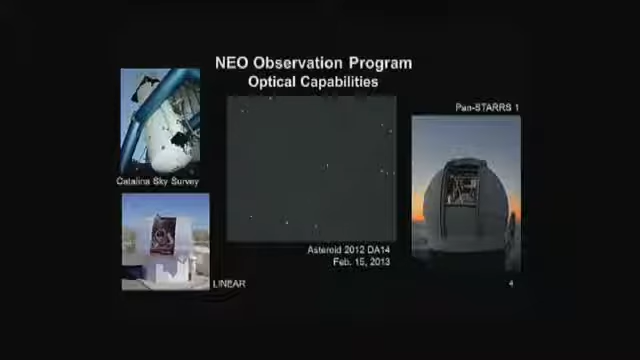 NEO Observation Program
Optical Capabilities
Pan-STARRS 1
Catalina Sky Survey
Asteroid 2012 DA14
Feb. 15, 2013
LINEAR
4